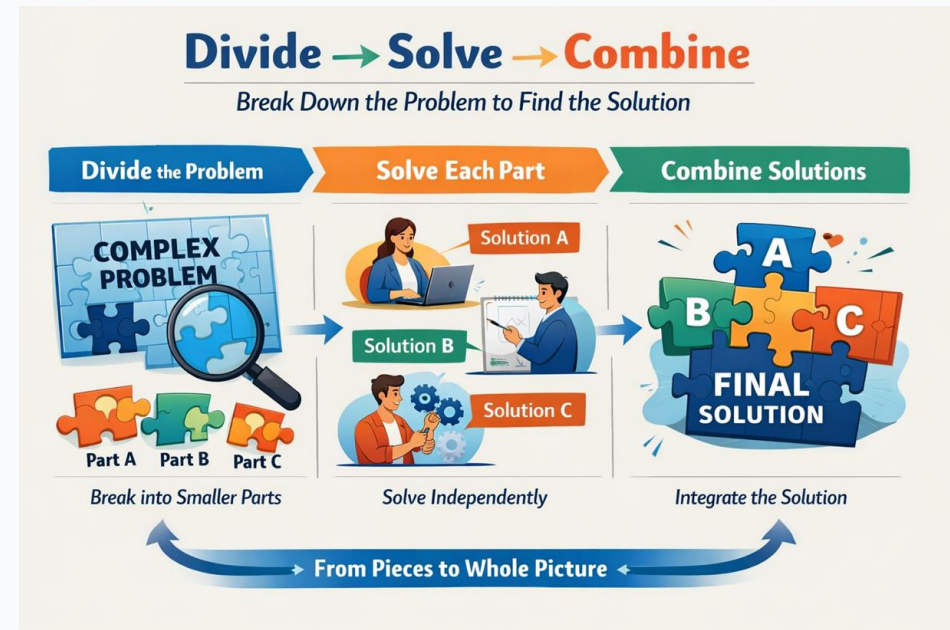 Divide → Solve → Combine
Break Down the Problem to Find the Solution
Divide the Problem
Solve Each Part
Combine Solutions
COMPLEX
PROBLEM
Part A
Part B
Part C
Break into Smaller Parts
Solution A
Solution B
Solution C
Solve Independently
A
B
C
FINAL
SOLUTION
Integrate the Solution
From Pieces to Whole Picture